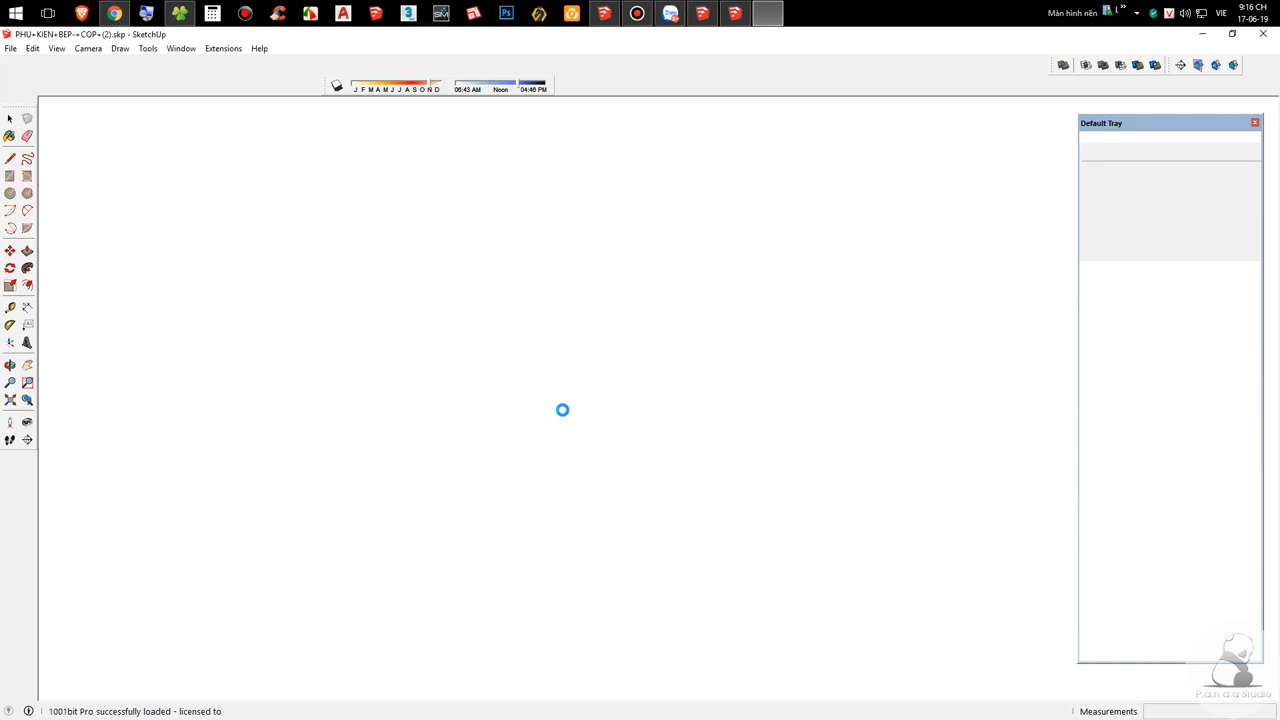 Màn hình nền
VIE
9:16 CH
17-06-19
PHU+KIEN+BEP-+COP+(2).skp - SketchUp
File Edit View Camera Draw Tools Window Extensions Help
J F M A M J J A S O N D
06:43 AM Noon 04:46 PM
Default Tray
P.a.n.d.a Studio
1001bit Pro successfully loaded - licensed to
Measurements